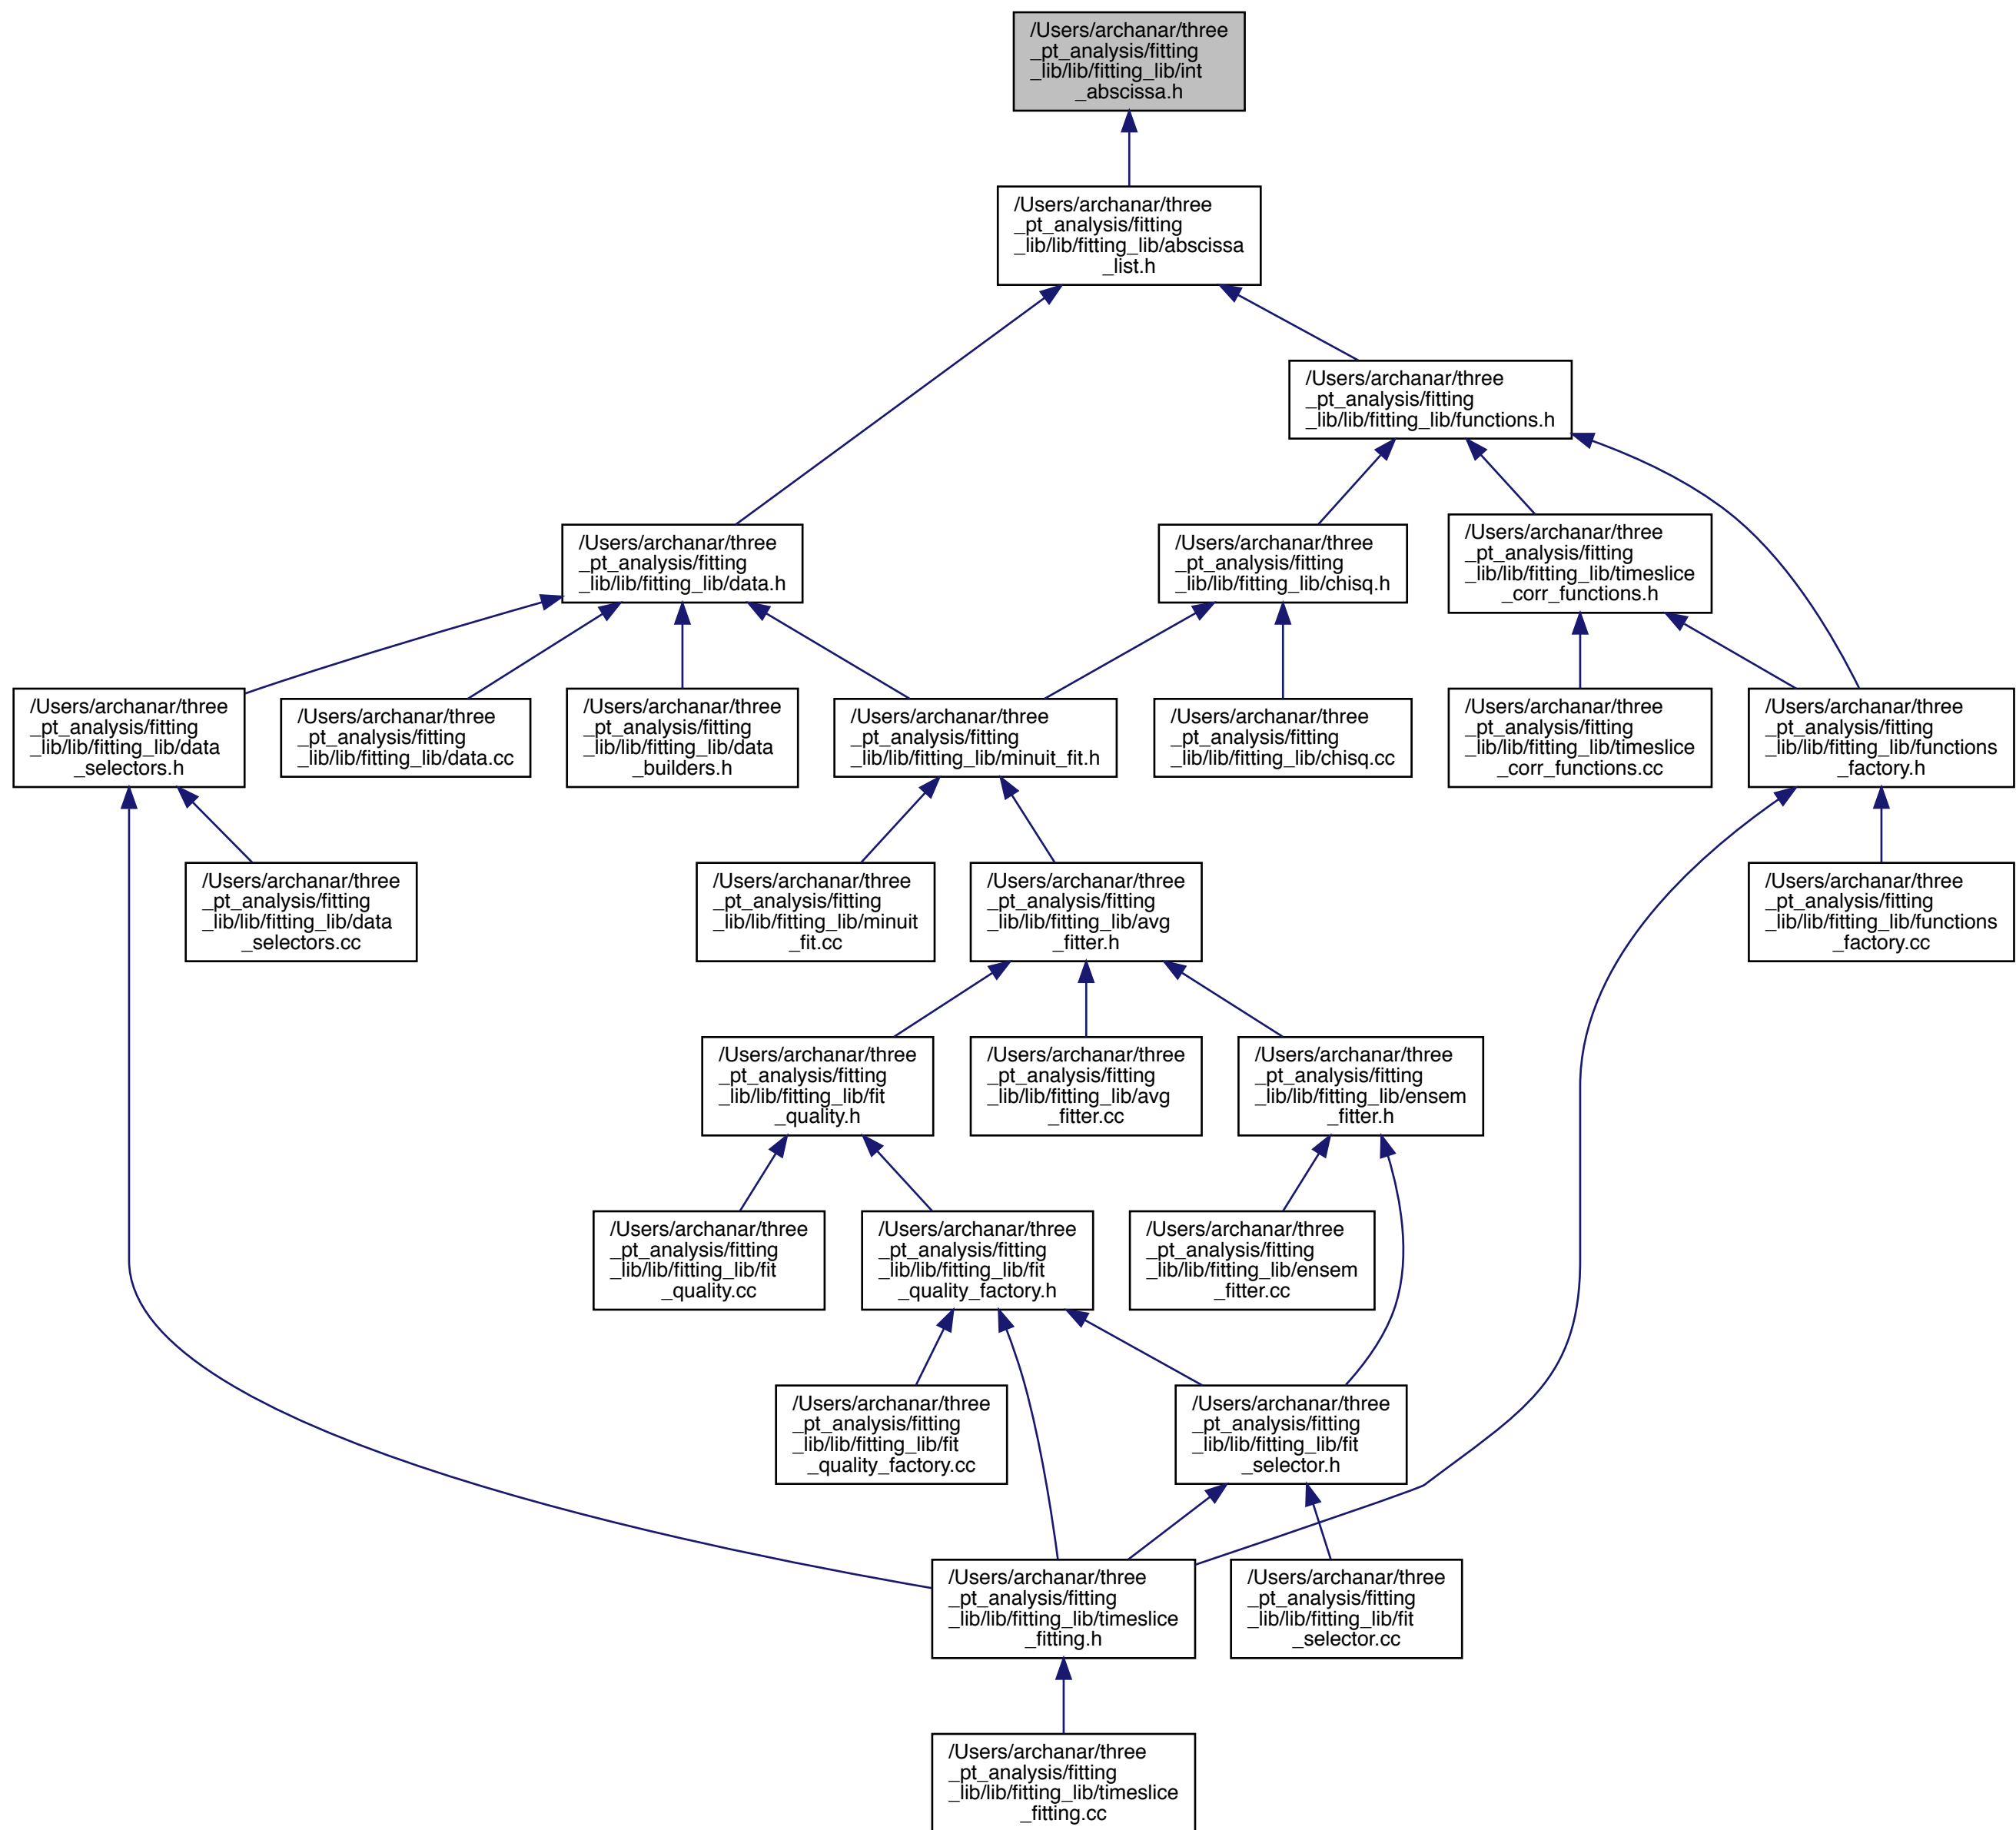 /Users/archanar/three
_pt_analysis/fitting
_lib/lib/fitting_lib/int
_abscissa.h
/Users/archanar/three
_pt_analysis/fitting
_lib/lib/fitting_lib/abscissa
_list.h
/Users/archanar/three
_pt_analysis/fitting
_lib/lib/fitting_lib/functions.h
/Users/archanar/three
_pt_analysis/fitting
_lib/lib/fitting_lib/data.h
/Users/archanar/three
_pt_analysis/fitting
_lib/lib/fitting_lib/chisq.h
/Users/archanar/three
_pt_analysis/fitting
_lib/lib/fitting_lib/timeslice
_corr_functions.h
/Users/archanar/three
_pt_analysis/fitting
_lib/lib/fitting_lib/data
_selectors.h
/Users/archanar/three
_pt_analysis/fitting
_lib/lib/fitting_lib/data.cc
/Users/archanar/three
_pt_analysis/fitting
_lib/lib/fitting_lib/data
_builders.h
/Users/archanar/three
_pt_analysis/fitting
_lib/lib/fitting_lib/minuit_fit.h
/Users/archanar/three
_pt_analysis/fitting
_lib/lib/fitting_lib/chisq.cc
/Users/archanar/three
_pt_analysis/fitting
_lib/lib/fitting_lib/timeslice
_corr_functions.cc
/Users/archanar/three
_pt_analysis/fitting
_lib/lib/fitting_lib/functions
_factory.h
/Users/archanar/three
_pt_analysis/fitting
_lib/lib/fitting_lib/data
_selectors.cc
/Users/archanar/three
_pt_analysis/fitting
_lib/lib/fitting_lib/minuit
_fit.cc
/Users/archanar/three
_pt_analysis/fitting
_lib/lib/fitting_lib/avg
_fitter.h
/Users/archanar/three
_pt_analysis/fitting
_lib/lib/fitting_lib/functions
_factory.cc
/Users/archanar/three
_pt_analysis/fitting
_lib/lib/fitting_lib/fit
_quality.h
/Users/archanar/three
_pt_analysis/fitting
_lib/lib/fitting_lib/avg
_fitter.cc
/Users/archanar/three
_pt_analysis/fitting
_lib/lib/fitting_lib/ensem
_fitter.h
/Users/archanar/three
_pt_analysis/fitting
_lib/lib/fitting_lib/fit
_quality.cc
/Users/archanar/three
_pt_analysis/fitting
_lib/lib/fitting_lib/fit
_quality_factory.h
/Users/archanar/three
_pt_analysis/fitting
_lib/lib/fitting_lib/ensem
_fitter.cc
/Users/archanar/three
_pt_analysis/fitting
_lib/lib/fitting_lib/fit
_quality_factory.cc
/Users/archanar/three
_pt_analysis/fitting
_lib/lib/fitting_lib/fit
_selector.h
/Users/archanar/three
_pt_analysis/fitting
_lib/lib/fitting_lib/timeslice
_fitting.h
/Users/archanar/three
_pt_analysis/fitting
_lib/lib/fitting_lib/fit
_selector.cc
/Users/archanar/three
_pt_analysis/fitting
_lib/lib/fitting_lib/timeslice
_fitting.cc